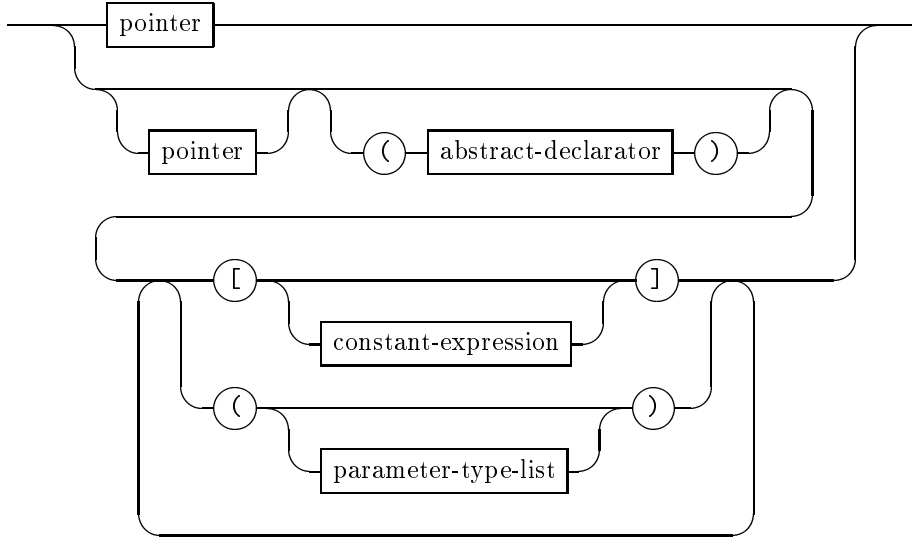 pointer
pointer ( abstract-declarator )
[ ]
constant-expression
( )
parameter-type-list